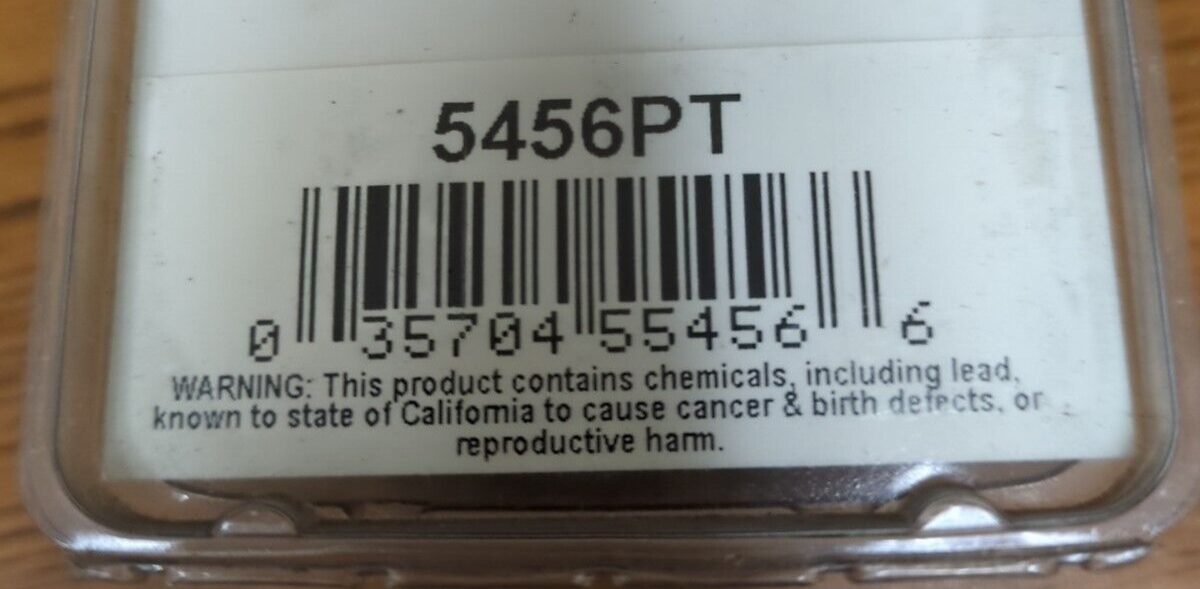 5456PT
0 35704 55456 6
WARNING: This product contains chemicals, including lead,
known to state of California to cause cancer & birth defects, or
reproductive harm.